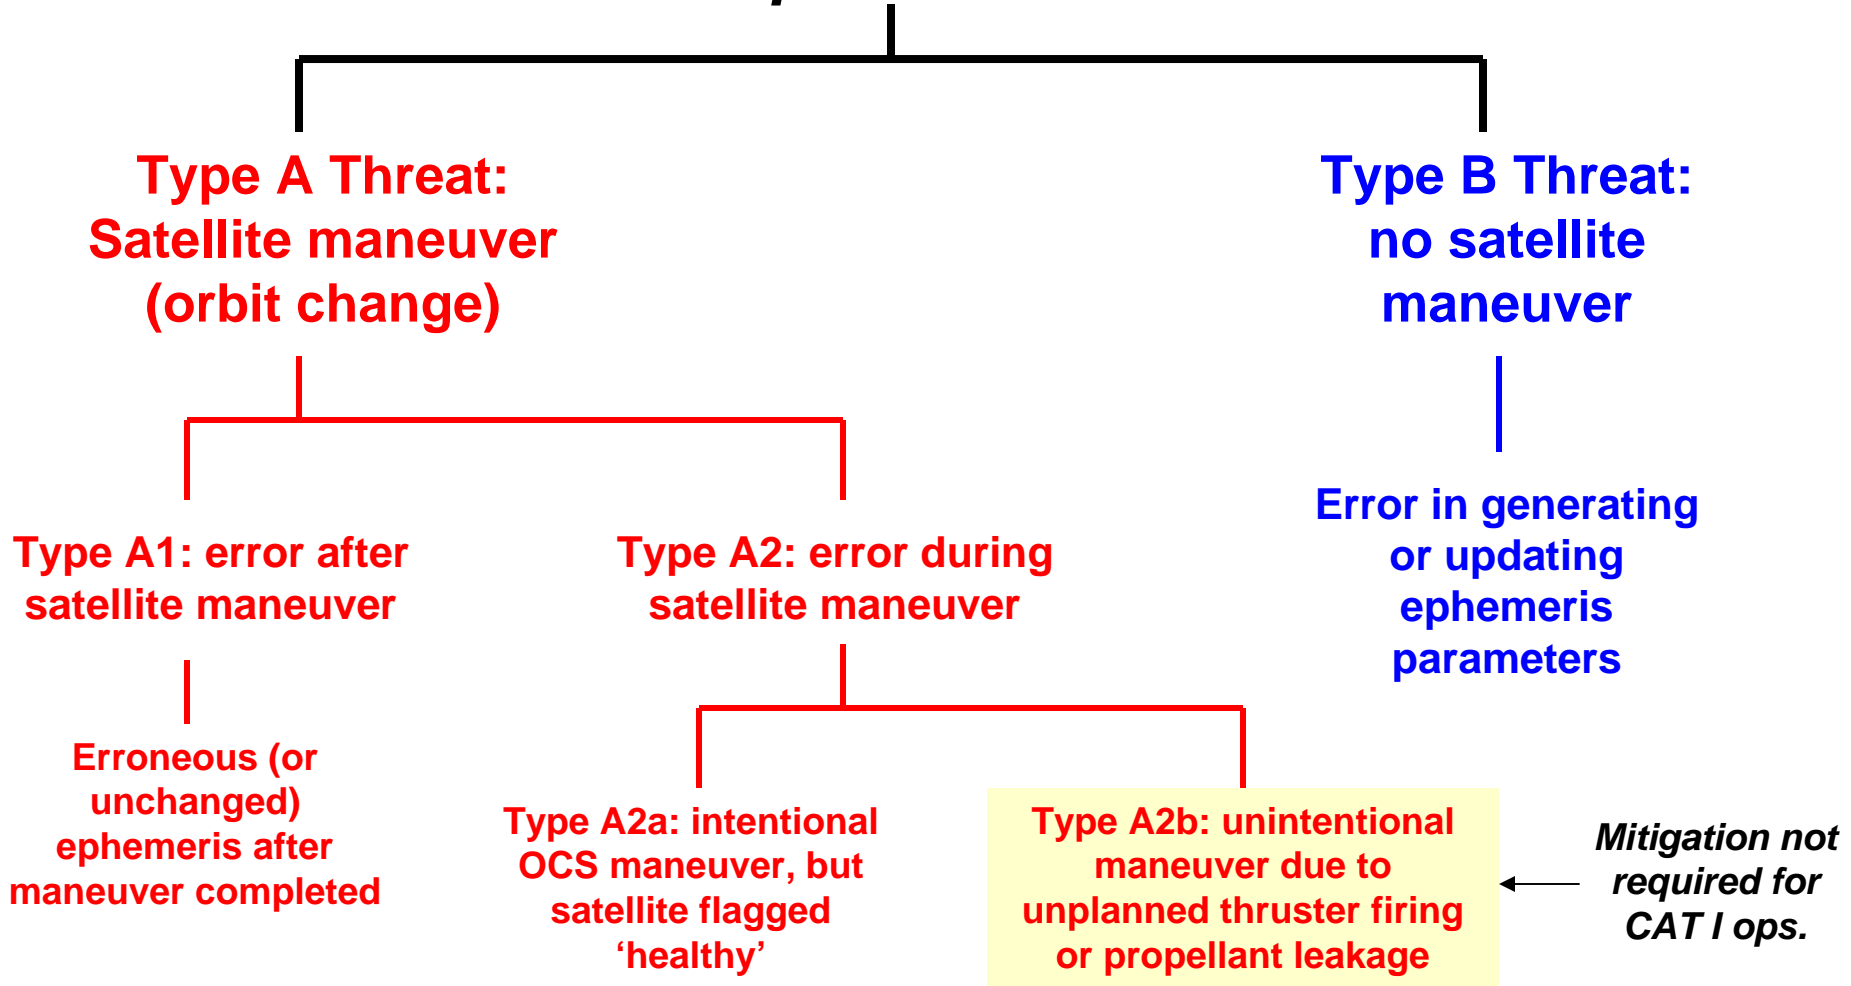 Type A Threat:
Satellite maneuver
(orbit change)
Type B Threat:
no satellite
maneuver
Type A1: error after
satellite maneuver
Type A2: error during
satellite maneuver
Error in generating
or updating
ephemeris
parameters
Erroneous (or
unchanged)
ephemeris after
maneuver completed
Type A2a: intentional
OCS maneuver, but
satellite flagged
‘healthy’
Type A2b: unintentional
maneuver due to
unplanned thruster firing
or propellant leakage
Mitigation not
required for
CAT I ops.